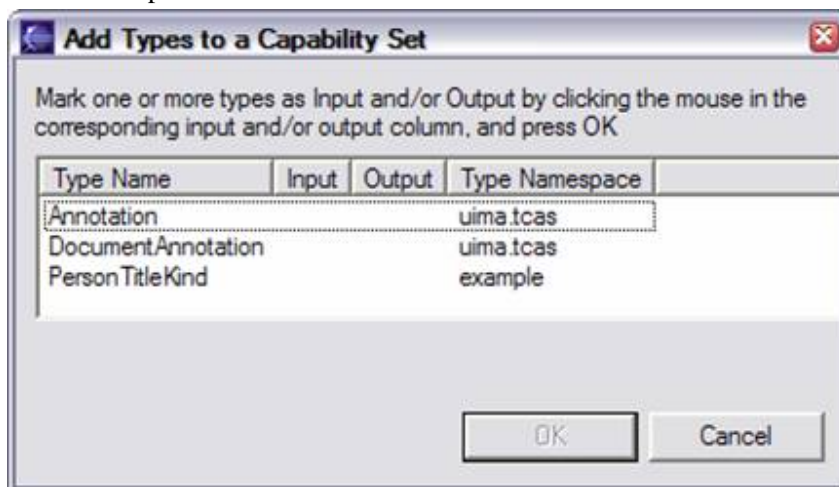 Add Types to a Capability Set
Mark one or more types as Input and/or Output by clicking the mouse in the
corresponding input and/or output column, and press OK
Type Name Input Output Type Namespace
Annotation uima.tcas
DocumentAnnotation uima.tcas
PersonTitleKind example
OK Cancel